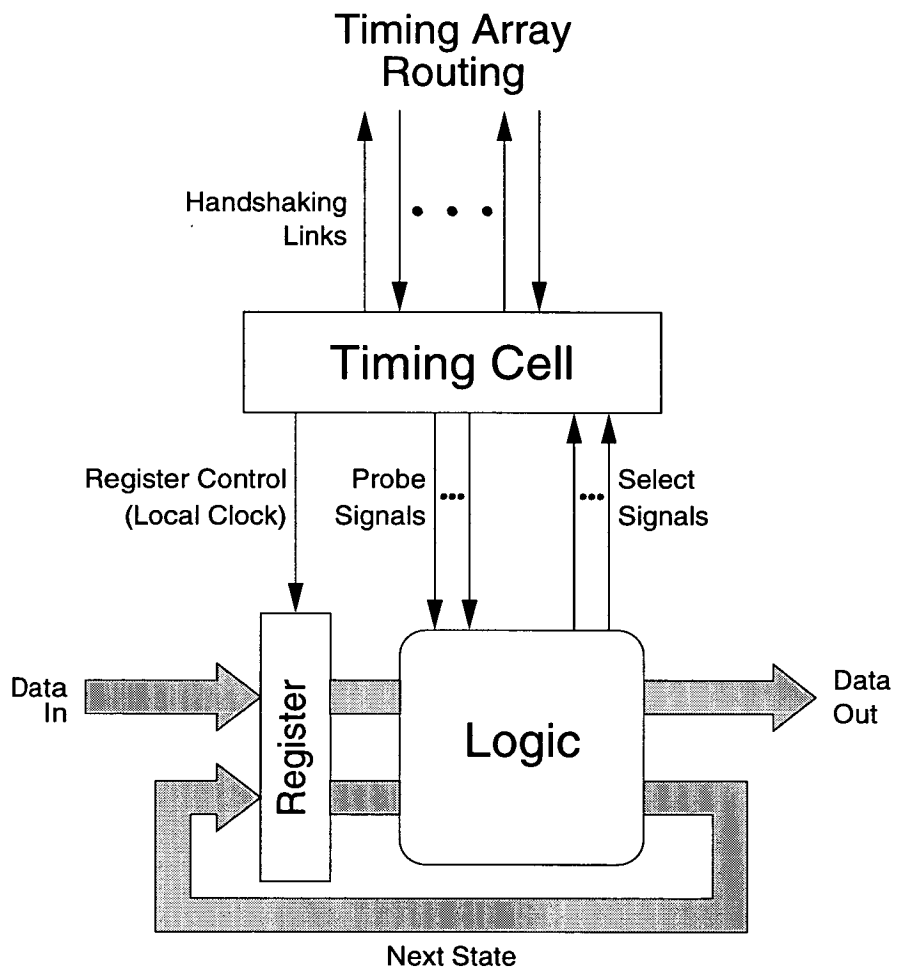 Timing Array
Routing
Handshaking
Links
Timing Cell
Register Control
(Local Clock)
Probe
Signals
Select
Signals
Data
In
Register
Logic
Data
Out
Next State